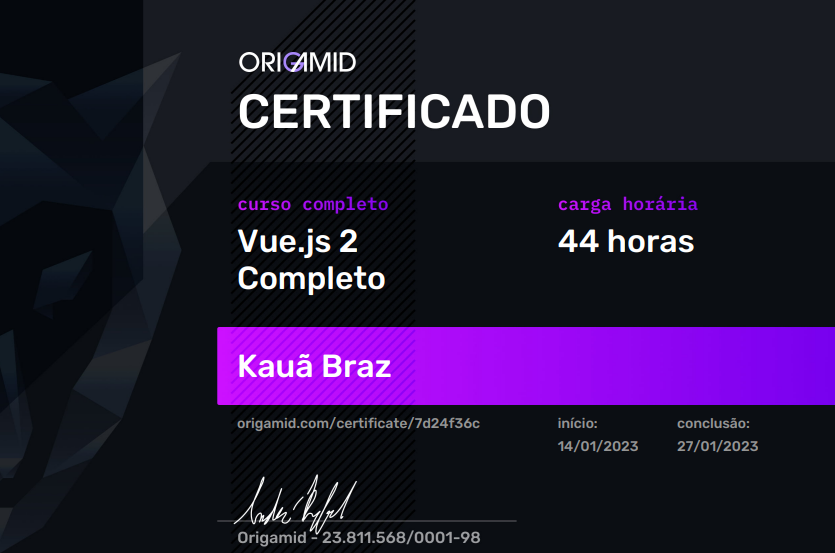 ORIGAMID
CERTIFICADO
curso completo
Vue.js 2
Completo
carga horária
44 horas
Kauã Braz
origamid.com/certificate/7d24f36c
início:
14/01/2023
conclusão:
27/01/2023
Origamid - 23.811.568/0001-98